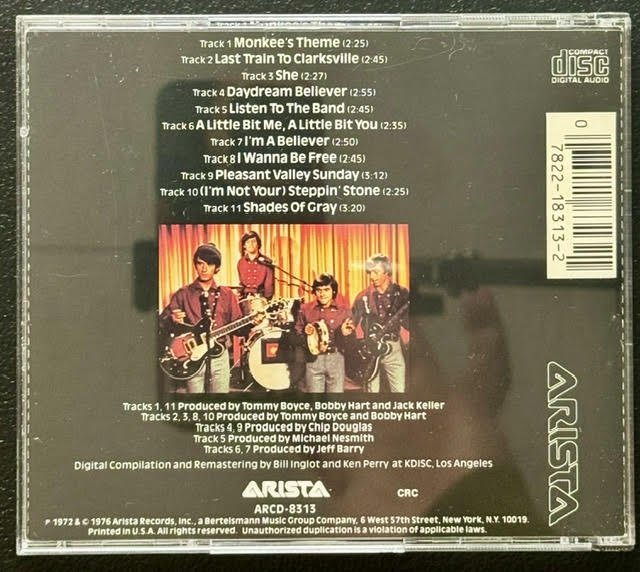 Track 1 Monkee's Theme (2:25)
Track 2 Last Train To Clarksville (2:45)
Track 3 She (2:27)
Track 4 Daydream Believer (2:55)
Track 5 Listen To The Band (2:45)
Track 6 A Little Bit Me, A Little Bit You (2:35)
Track 7 I'm A Believer (2:50)
Track 8 I Wanna Be Free (2:45)
Track 9 Pleasant Valley Sunday (3:12)
Track 10 (I'm Not Your) Steppin' Stone (2:25)
Track 11 Shades Of Gray (3:20)
COMPACT
disc
DIGITAL AUDIO
0
7822-18313-2
ARISTA
Tracks 1, 11 Produced by Tommy Boyce, Bobby Hart and Jack Keller
Tracks 2, 3, 8, 10 Produced by Tommy Boyce and Bobby Hart
Tracks 4, 9 Produced by Chip Douglas
Track 5 Produced by Michael Nesmith
Tracks 6, 7 Produced by Jeff Barry
Digital Compilation and Remastering by Bill Inglot and Ken Perry at KDISC, Los Angeles
ARISTA
CRC
ARCD-8313
℗ 1972 & © 1976 Arista Records, Inc., a Bertelsmann Music Group Company, 6 West 57th Street, New York, N.Y. 10019.
Printed in U.S.A. All rights reserved. Unauthorized duplication is a violation of applicable laws.